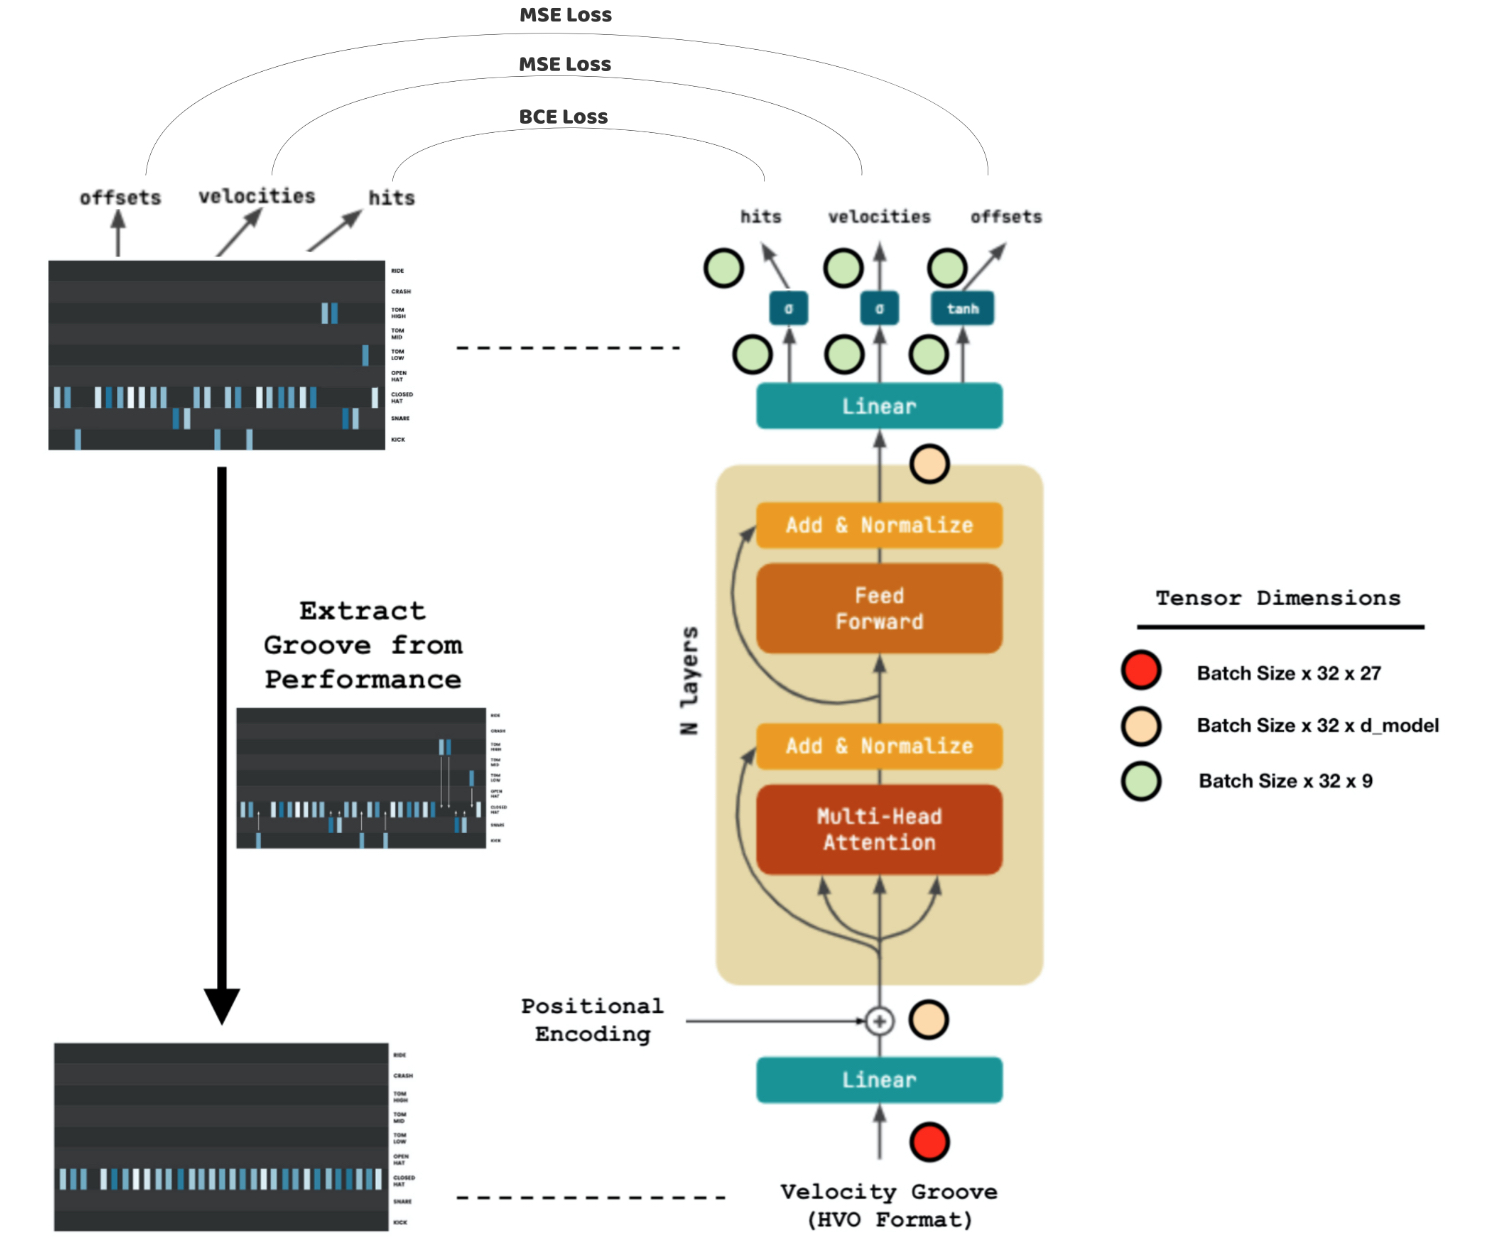 MSE Loss
MSE Loss
BCE Loss
offsets
velocities
hits
hits
velocities
offsets
RIDE
CRASH
TOM
HIGH
TOM
MID
TOM
LOW
OPEN
HAT
CLOSED
HAT
SNARE
KICK
σ
σ
tanh
Linear
Add & Normalize
Feed
Forward
N layers
Add & Normalize
Multi-Head
Attention
Extract
Groove from
Performance
RIDE
CRASH
TOM
HIGH
TOM
MID
TOM
LOW
OPEN
HAT
CLOSED
HAT
SNARE
KICK
Tensor Dimensions
Batch Size x 32 x 27
Batch Size x 32 x d_model
Batch Size x 32 x 9
Positional
Encoding
+
Linear
RIDE
CRASH
TOM
HIGH
TOM
MID
TOM
LOW
OPEN
HAT
CLOSED
HAT
SNARE
KICK
Velocity Groove
(HVO Format)